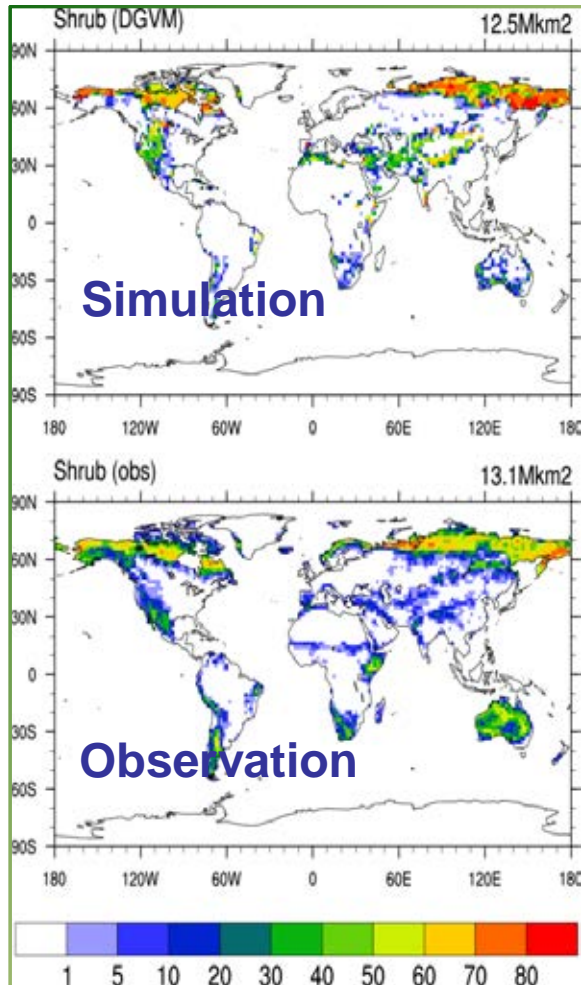 Shrub (DGVM) 12.5Mkm2
90N
60N
30N
0
30S
60S
90S
Simulation
180 120W 60W 0 60E 120E 180
Shrub (obs) 13.1Mkm2
90N
60N
30N
0
30S
60S
90S
Observation
180 120W 60W 0 60E 120E 180
1 5 10 20 30 40 50 60 70 80